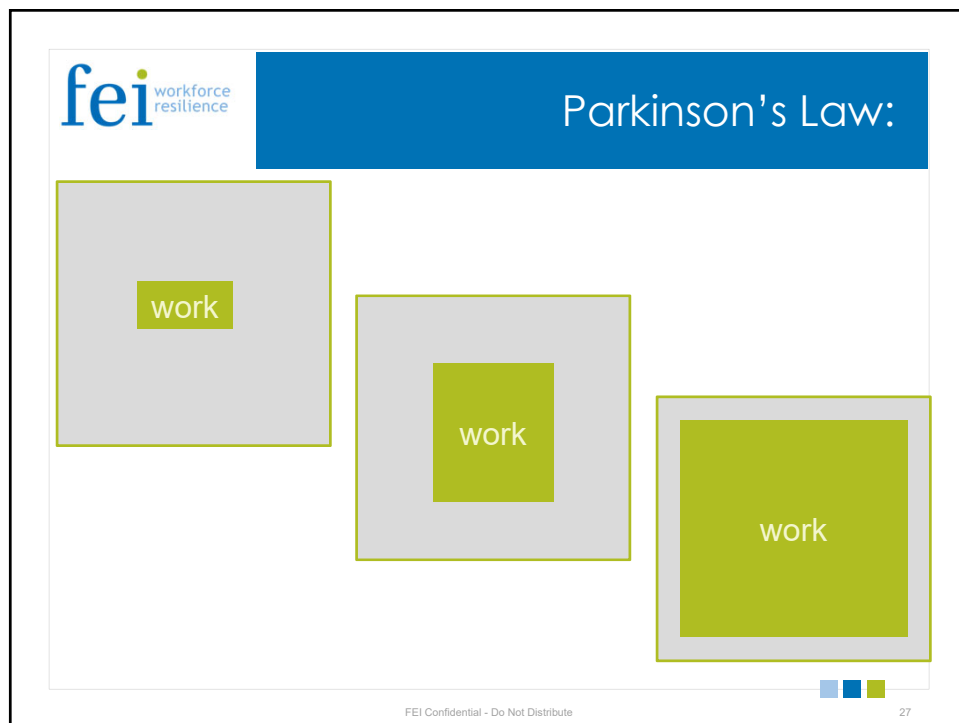 fei workforce
resilience
Parkinson’s Law:
work
work
work
FEI Confidential - Do Not Distribute
27